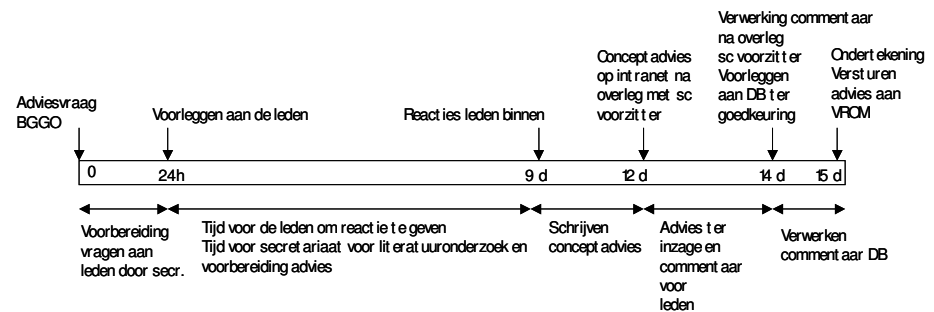 Adviesvraag
BGGO
Voorleggen aan de leden
Reacties leden binnen
Concept advies
op intranet na
overleg met sc
voorzitter
Verwerking commentaar
na overleg
sc voorzitter
Voorleggen
aan DB ter
goedkeuring
Ondertekening
Versturen
advies aan
VROM
0
24h
9 d
12 d
14 d
15 d
Voorbereiding
vragen aan
leden door secr.
Tijd voor de leden om reactie te geven
Tijd voor secretariaat voor literatuuronderzoek en
voorbereiding advies
Schrijven
concept advies
Advies ter
inzage en
commentaar
voor
leden
Verwerken
commentaar DB